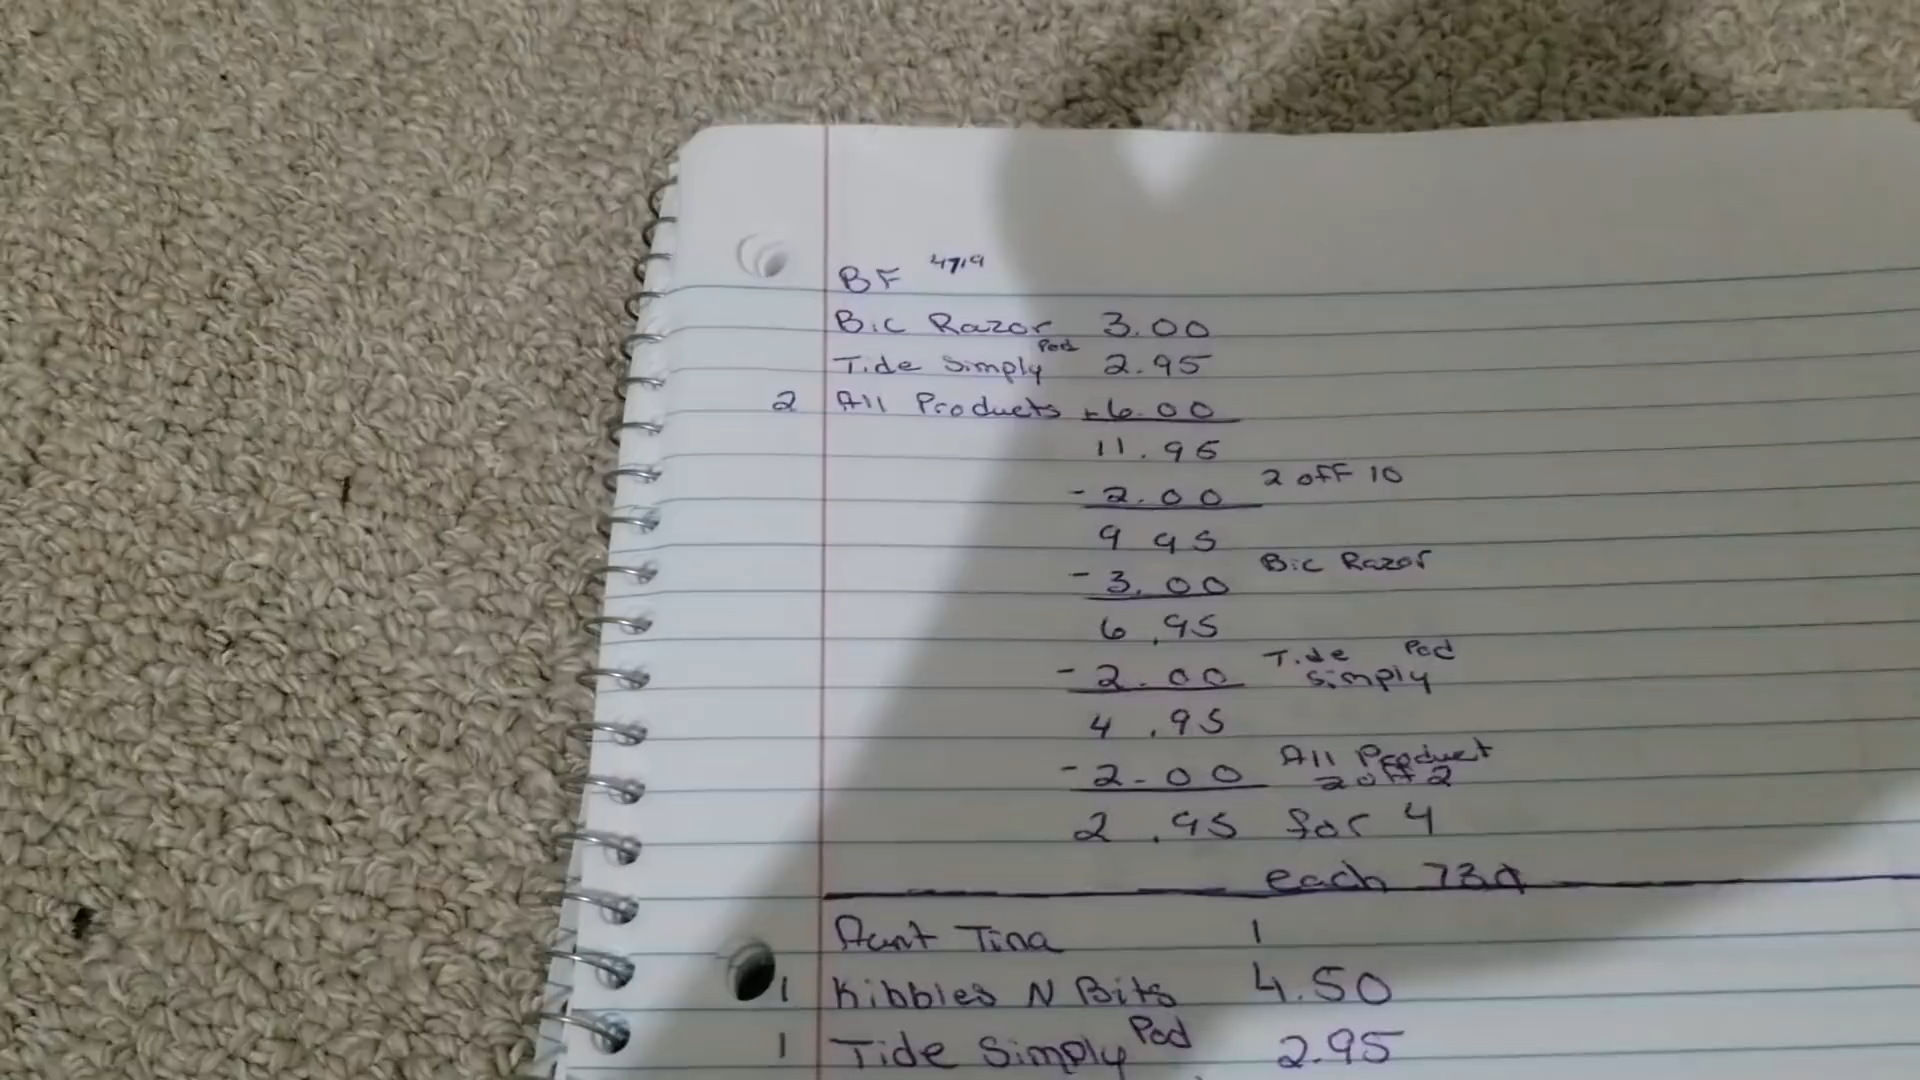 BF 4719
Bic Razor 3.00
Tide Simply Pod 2.95
2 All Products +6.00
11.95
-2.00 2 off 10
9 95
-3.00 Bic Razor
6.95
-2.00 Tide Pod Simply
4.95
-2.00 All Product 2 off 2
2.95 for 4
each 73¢
Aunt Tina 1
1 Kibbles N Bits 4.50
1 Tide Simply Pod 2.95